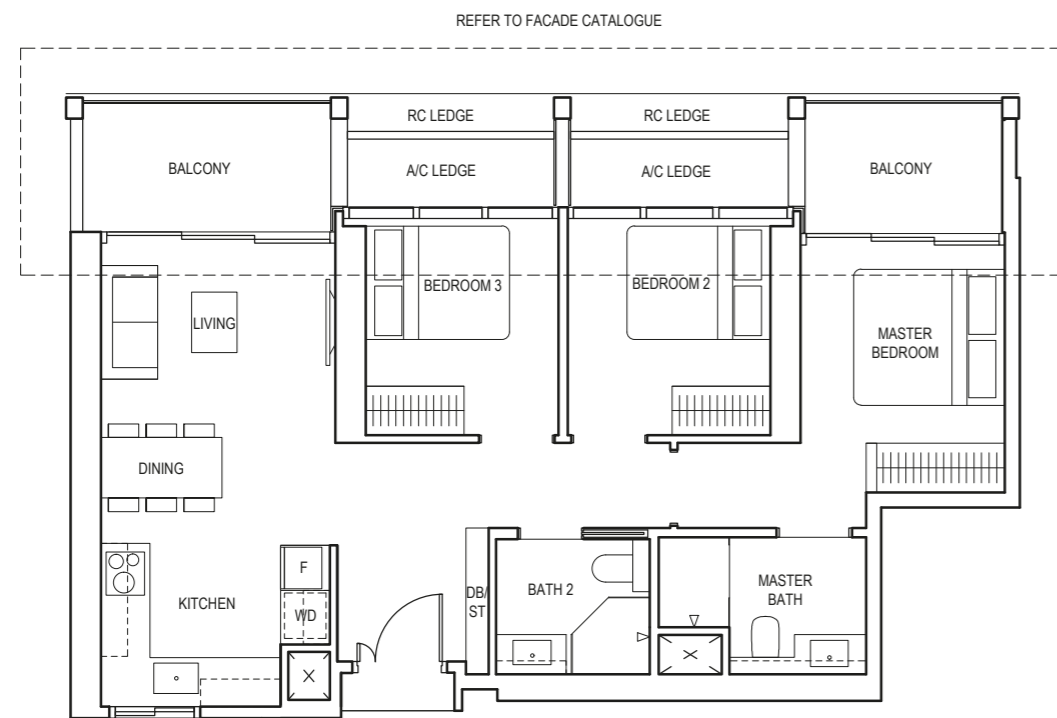 REFER TO FACADE CATALOGUE
RC LEDGE
RC LEDGE
BALCONY
A/C LEDGE
A/C LEDGE
BALCONY
BEDROOM 3
BEDROOM 2
LIVING
MASTER
BEDROOM
DINING
F
WD
KITCHEN
DB/
ST
BATH 2
MASTER
BATH